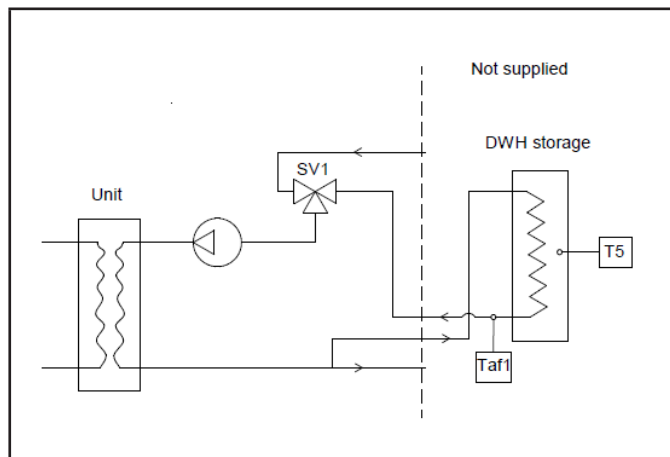 Not supplied
DWH storage
SV1
Unit
T5
Taf1